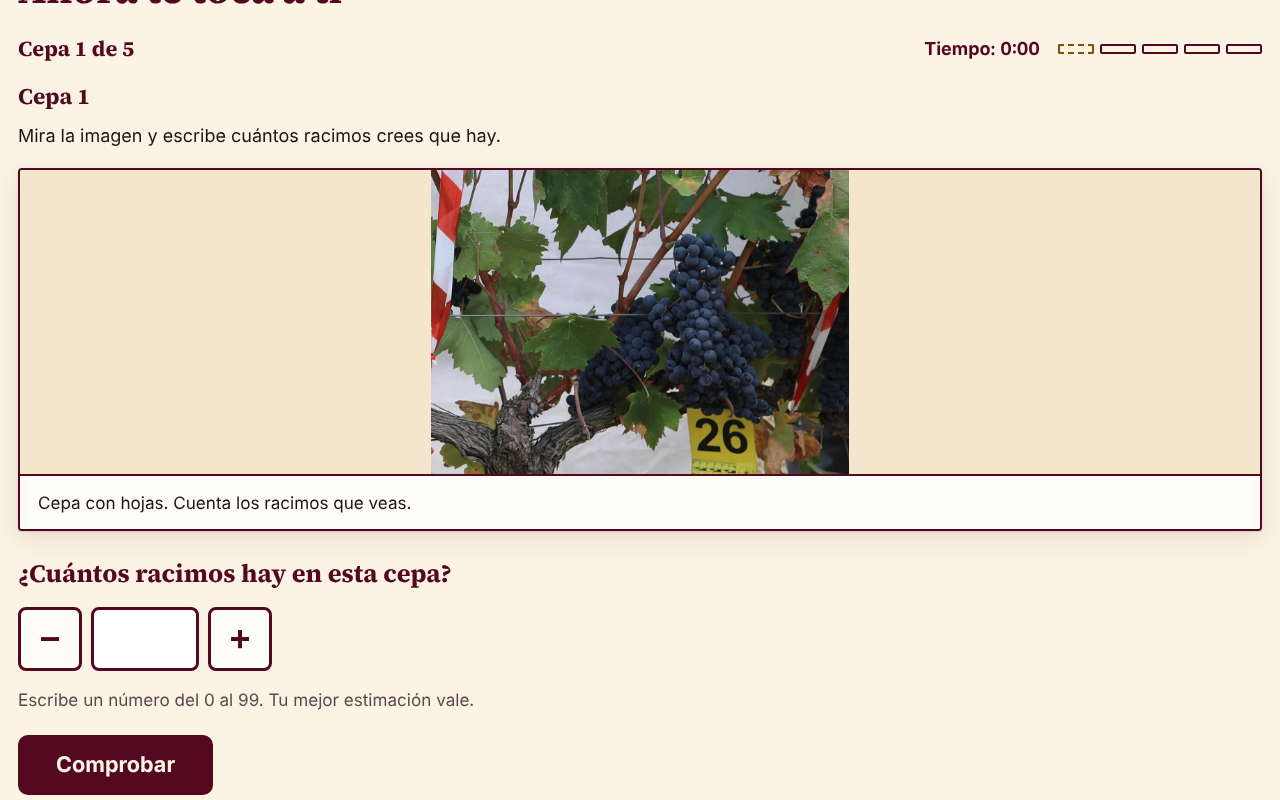 Cepa 1 de 5
Tiempo: 0:00
Cepa 1
Mira la imagen y escribe cuántos racimos crees que hay.
26
Cepa con hojas. Cuenta los racimos que veas.
¿Cuántos racimos hay en esta cepa?
− +
Escribe un número del 0 al 99. Tu mejor estimación vale.
Comprobar